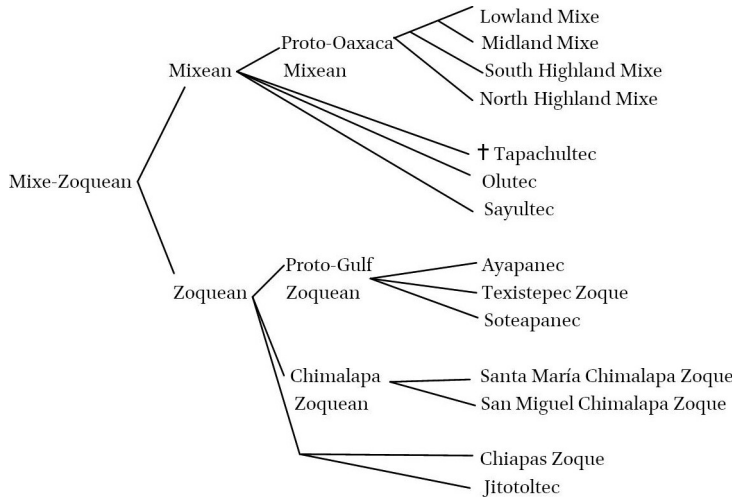 Lowland Mixe
Proto-Oaxaca
Midland Mixe
Mixean
Mixean
South Highland Mixe
North Highland Mixe
† Tapachultec
Mixe-Zoquean
Olutec
Sayultec
Proto-Gulf
Ayapanec
Zoquean
Zoquean
Texistepec Zoque
Soteapanec
Chimalapa
Santa María Chimalapa Zoque
Zoquean
San Miguel Chimalapa Zoque
Chiapas Zoque
Jitotoltec